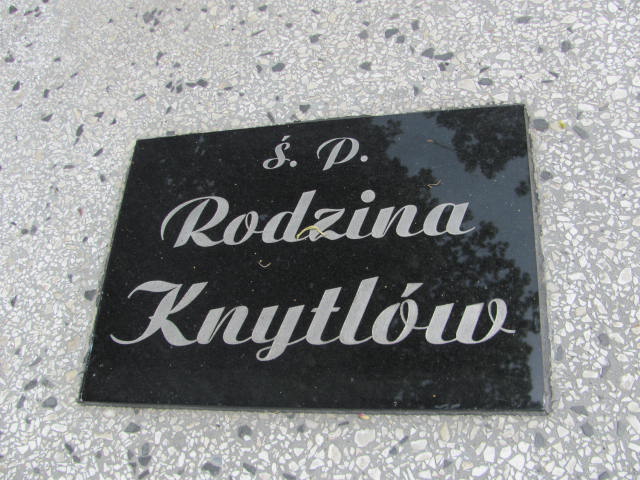 Ś. P.
Rodzina
Knytlów